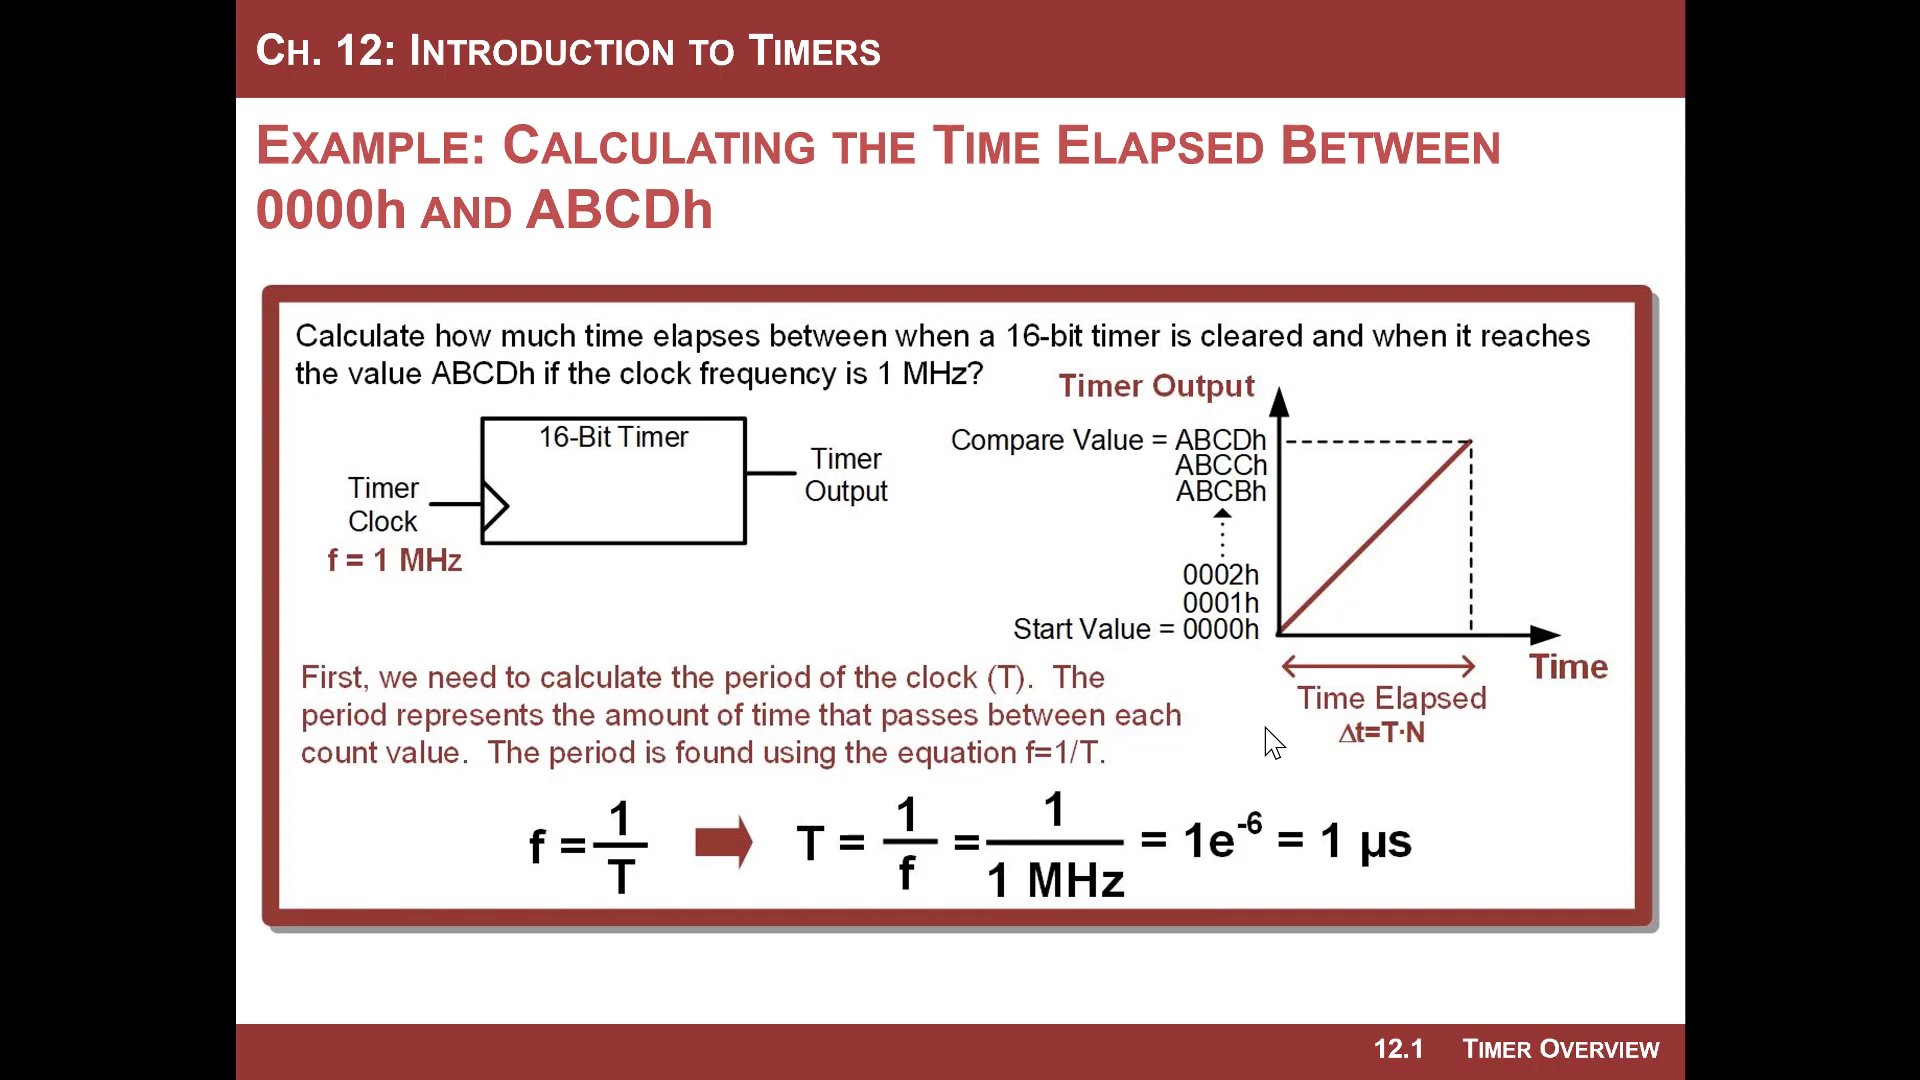 CH. 12: INTRODUCTION TO TIMERS
EXAMPLE: CALCULATING THE TIME ELAPSED BETWEEN
0000h AND ABCDh
Calculate how much time elapses between when a 16-bit timer is cleared and when it reaches
the value ABCDh if the clock frequency is 1 MHz?
16-Bit Timer
Timer
Clock
f = 1 MHz
Timer
Output
Timer Output
Compare Value = ABCDh
ABCCh
ABCBh
0002h
0001h
Start Value = 0000h
Time
Time Elapsed
Δt=T·N
First, we need to calculate the period of the clock (T). The
period represents the amount of time that passes between each
count value. The period is found using the equation f=1/T.
f = 1/T
T = 1/f = 1/1 MHz = 1e⁻⁶ = 1 µs
12.1 TIMER OVERVIEW